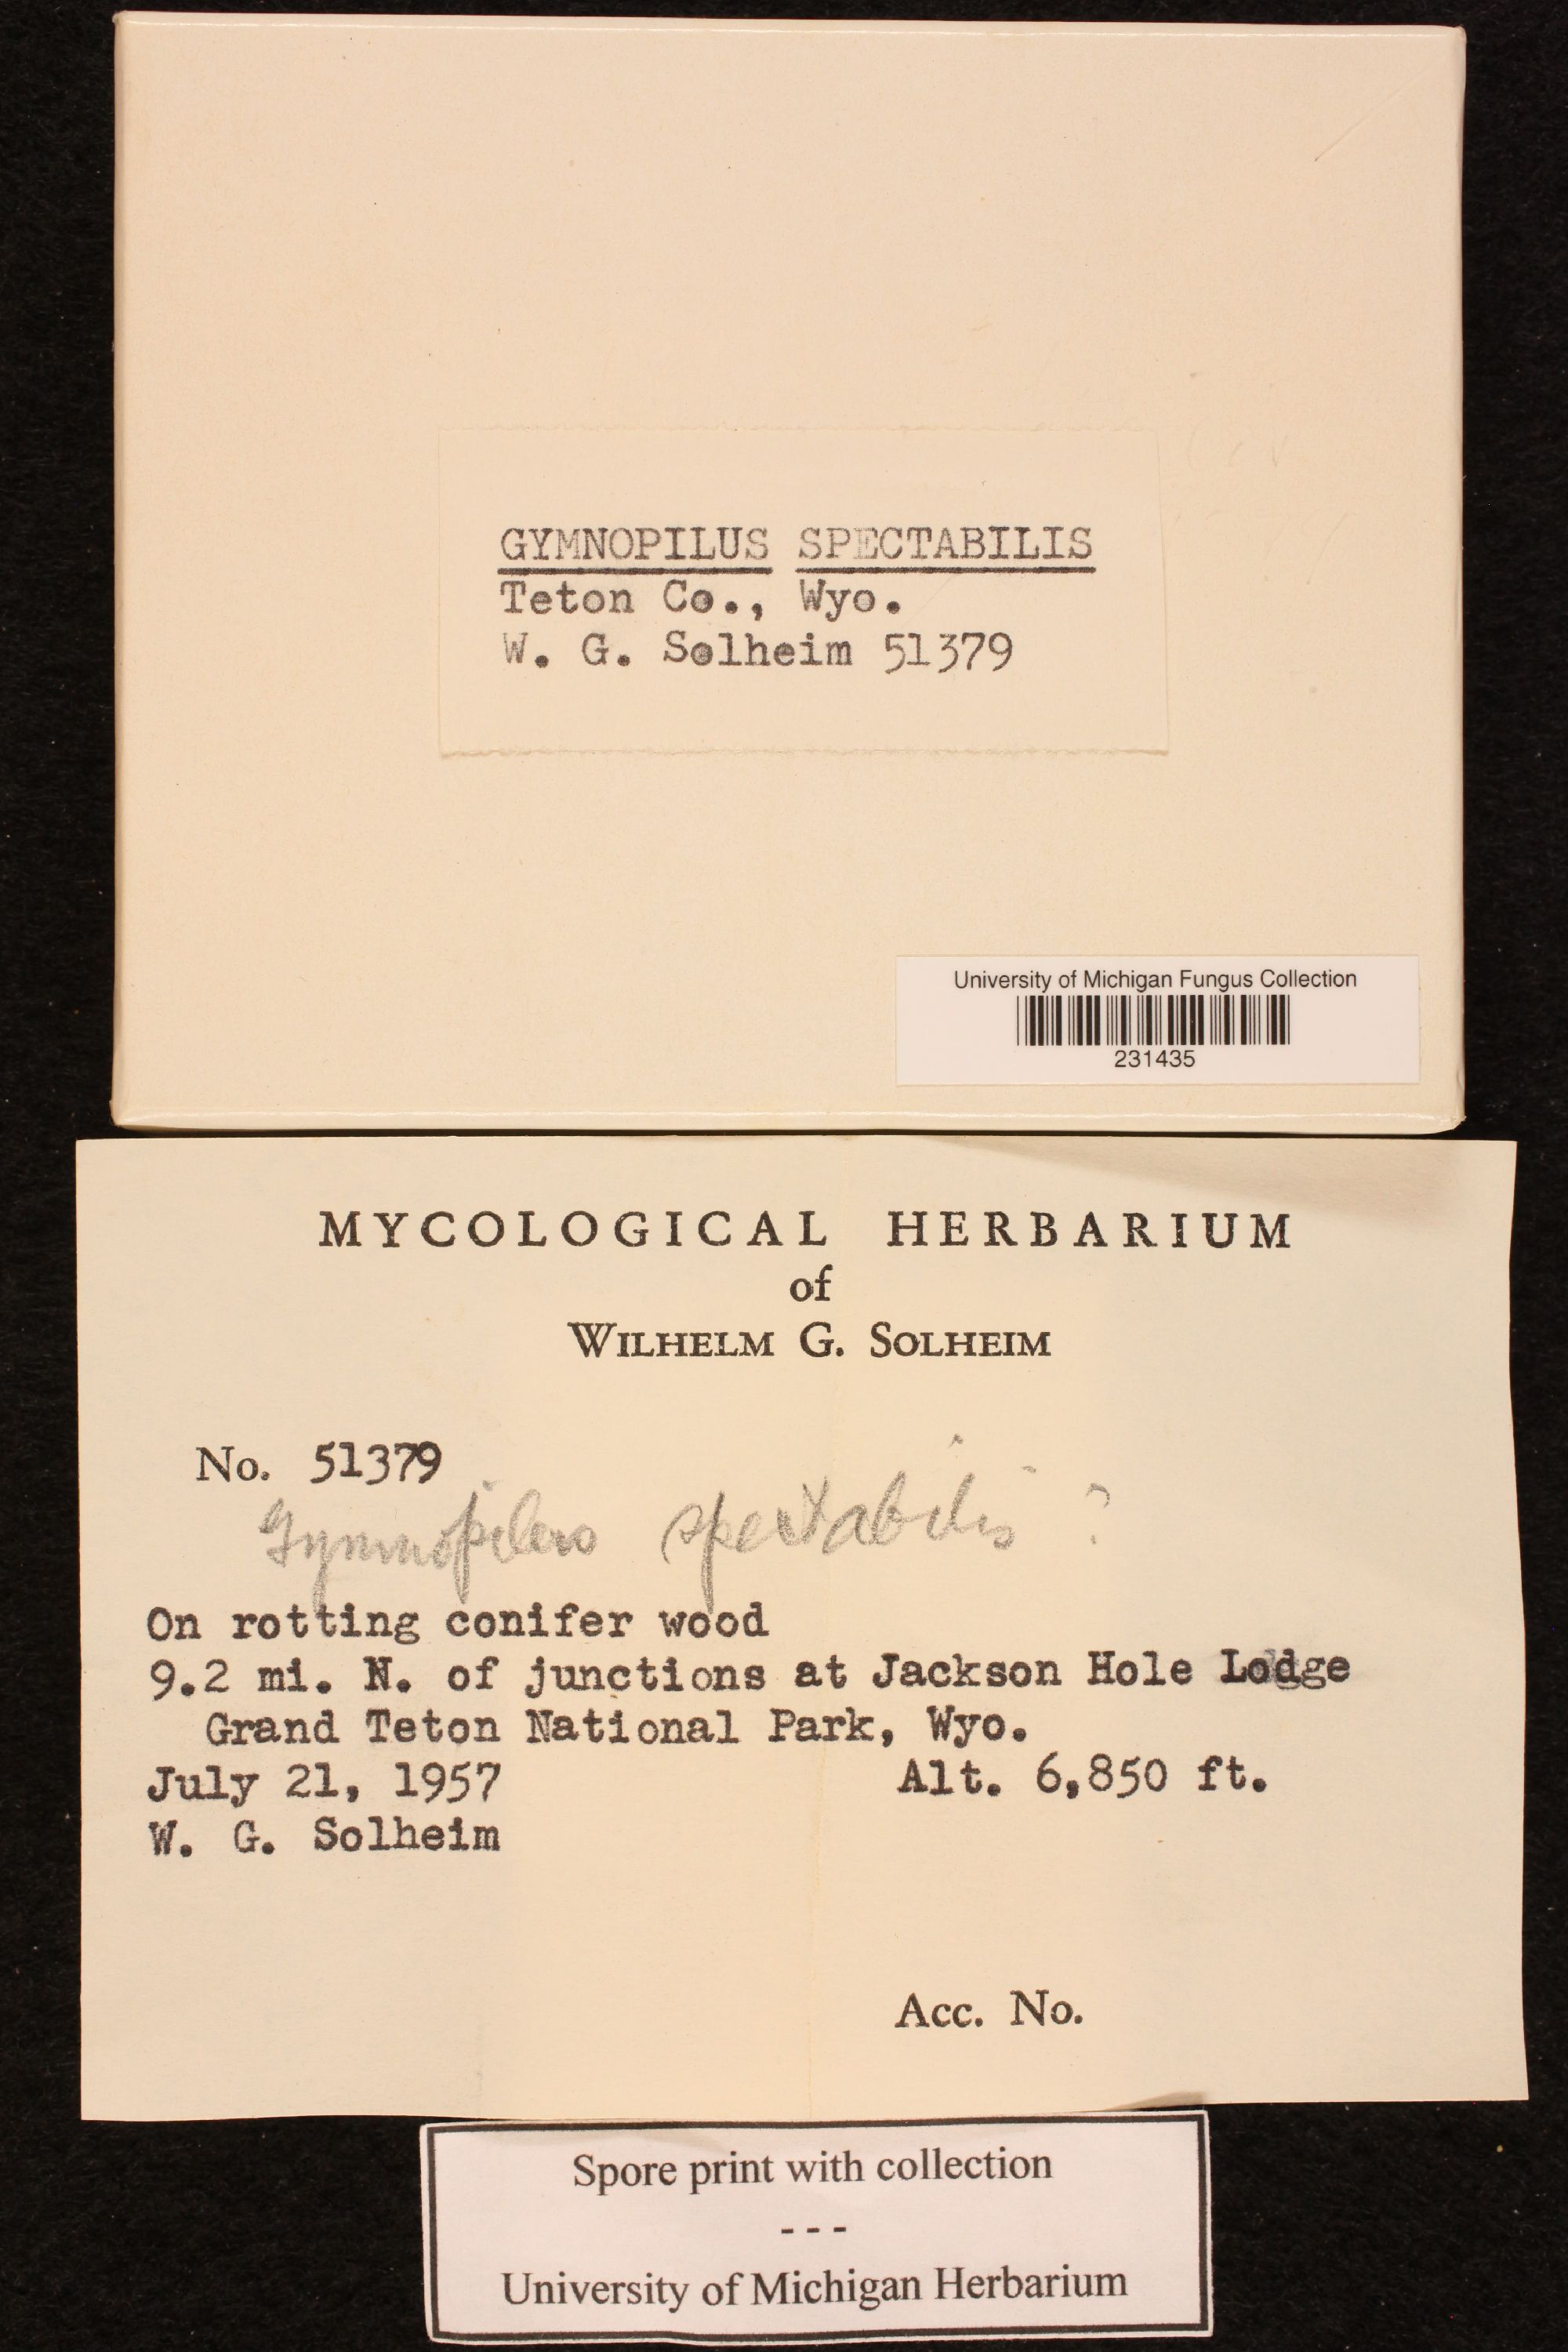 GYMNOPILUS SPECTABILIS
Teton Co., Wyo.
W. G. Solheim 51379
University of Michigan Fungus Collection
231435
MYCOLOGICAL HERBARIUM
of
WILHELM G. SOLHEIM
No. 51379
Gymnopilus spectabilis ?
On rotting conifer wood
9.2 mi. N. of junctions at Jackson Hole Lodge
Grand Teton National Park, Wyo.
July 21, 1957 Alt. 6,850 ft.
W. G. Solheim
Acc. No.
Spore print with collection
---
University of Michigan Herbarium